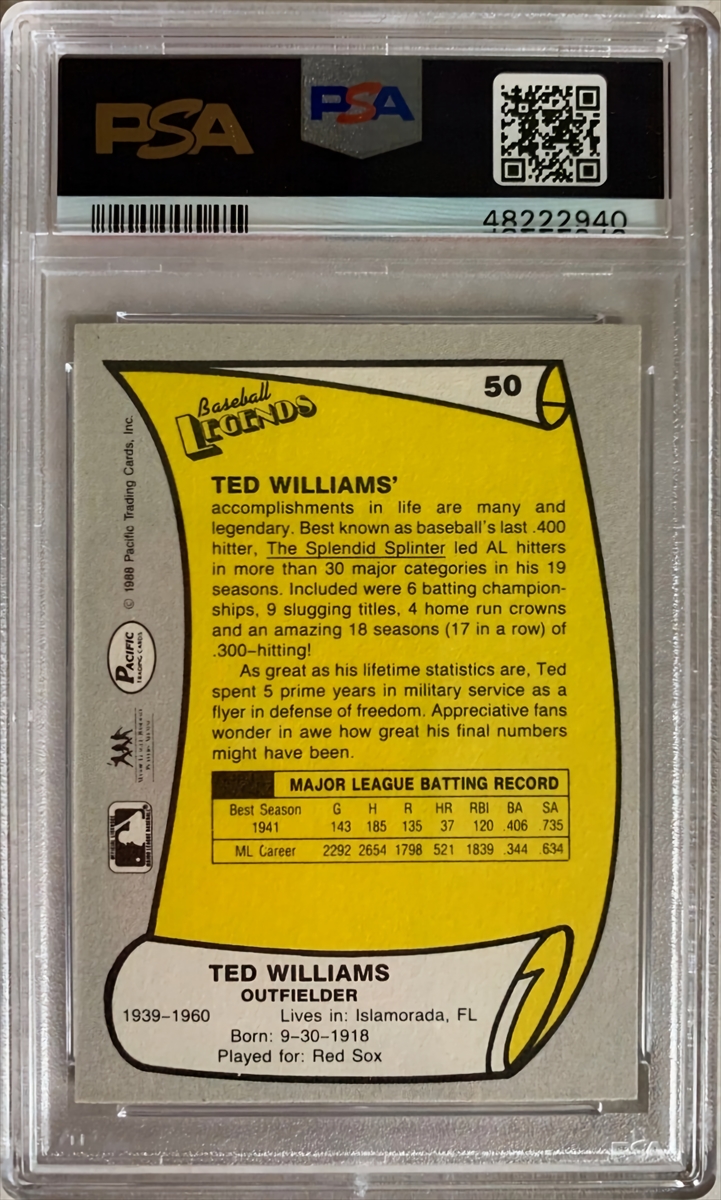 PSA
PSA
48222940
50
Baseball
LEGENDS
TED WILLIAMS'
accomplishments in life are many and
legendary. Best known as baseball's last .400
hitter, The Splendid Splinter led AL hitters
in more than 30 major categories in his 19
seasons. Included were 6 batting champion-
ships, 9 slugging titles, 4 home run crowns
and an amazing 18 seasons (17 in a row) of
.300-hitting!
As great as his lifetime statistics are, Ted
spent 5 prime years in military service as a
flyer in defense of freedom. Appreciative fans
wonder in awe how great his final numbers
might have been.
MAJOR LEAGUE BATTING RECORD
Best Season G H R HR RBI BA SA
1941 143 185 135 37 120 .406 .735
ML Career 2292 2654 1798 521 1839 .344 .634
TED WILLIAMS
OUTFIELDER
1939-1960 Lives in: Islamorada, FL
Born: 9-30-1918
Played for: Red Sox
© 1988 Pacific Trading Cards, Inc.
PACIFIC
TRADING CARDS
PSA